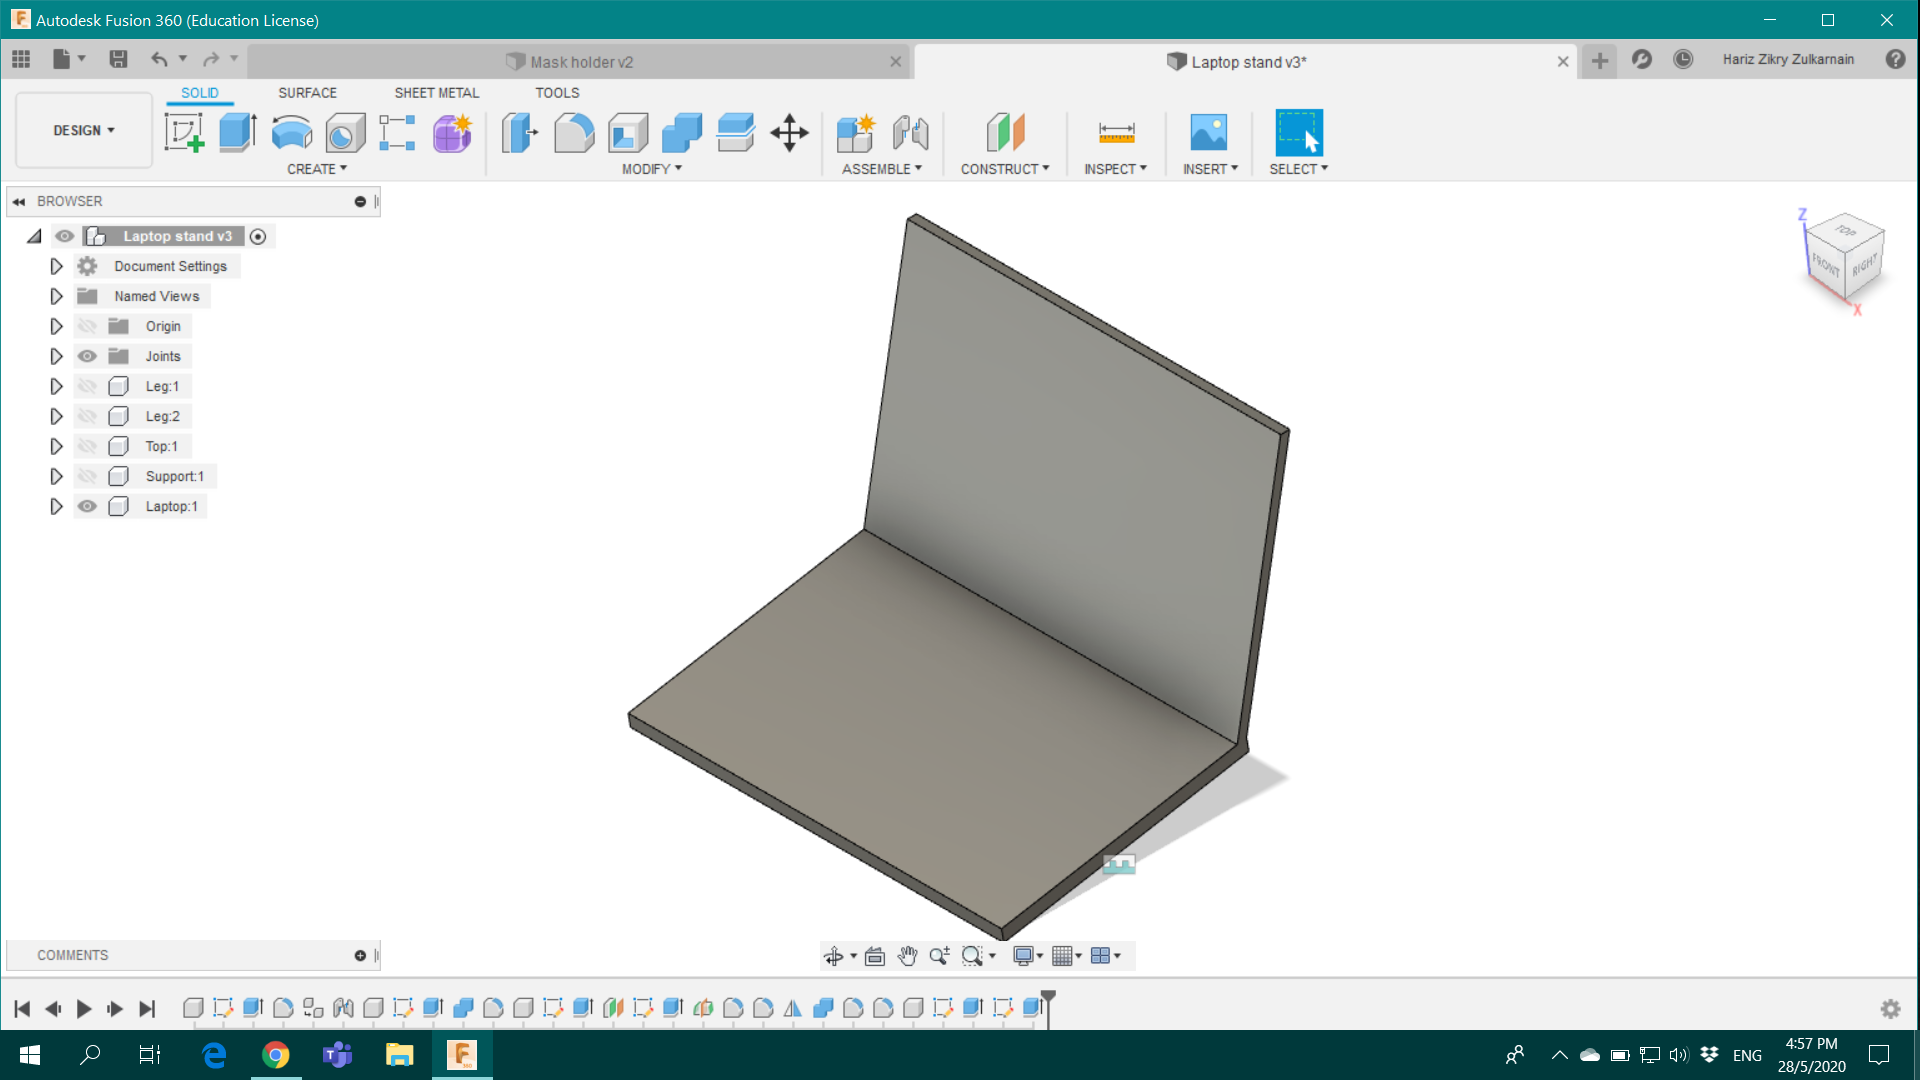 Autodesk Fusion 360 (Education License)
Mask holder v2
Laptop stand v3*
Hariz Zikry Zulkarnain
SOLID
SURFACE
SHEET METAL
TOOLS
DESIGN
CREATE
MODIFY
ASSEMBLE
CONSTRUCT
INSPECT
INSERT
SELECT
BROWSER
Laptop stand v3
Document Settings
Named Views
Origin
Joints
Leg:1
Leg:2
Top:1
Support:1
Laptop:1
Z
TOP
FRONT
RIGHT
X
COMMENTS
ENG
4:57 PM
28/5/2020